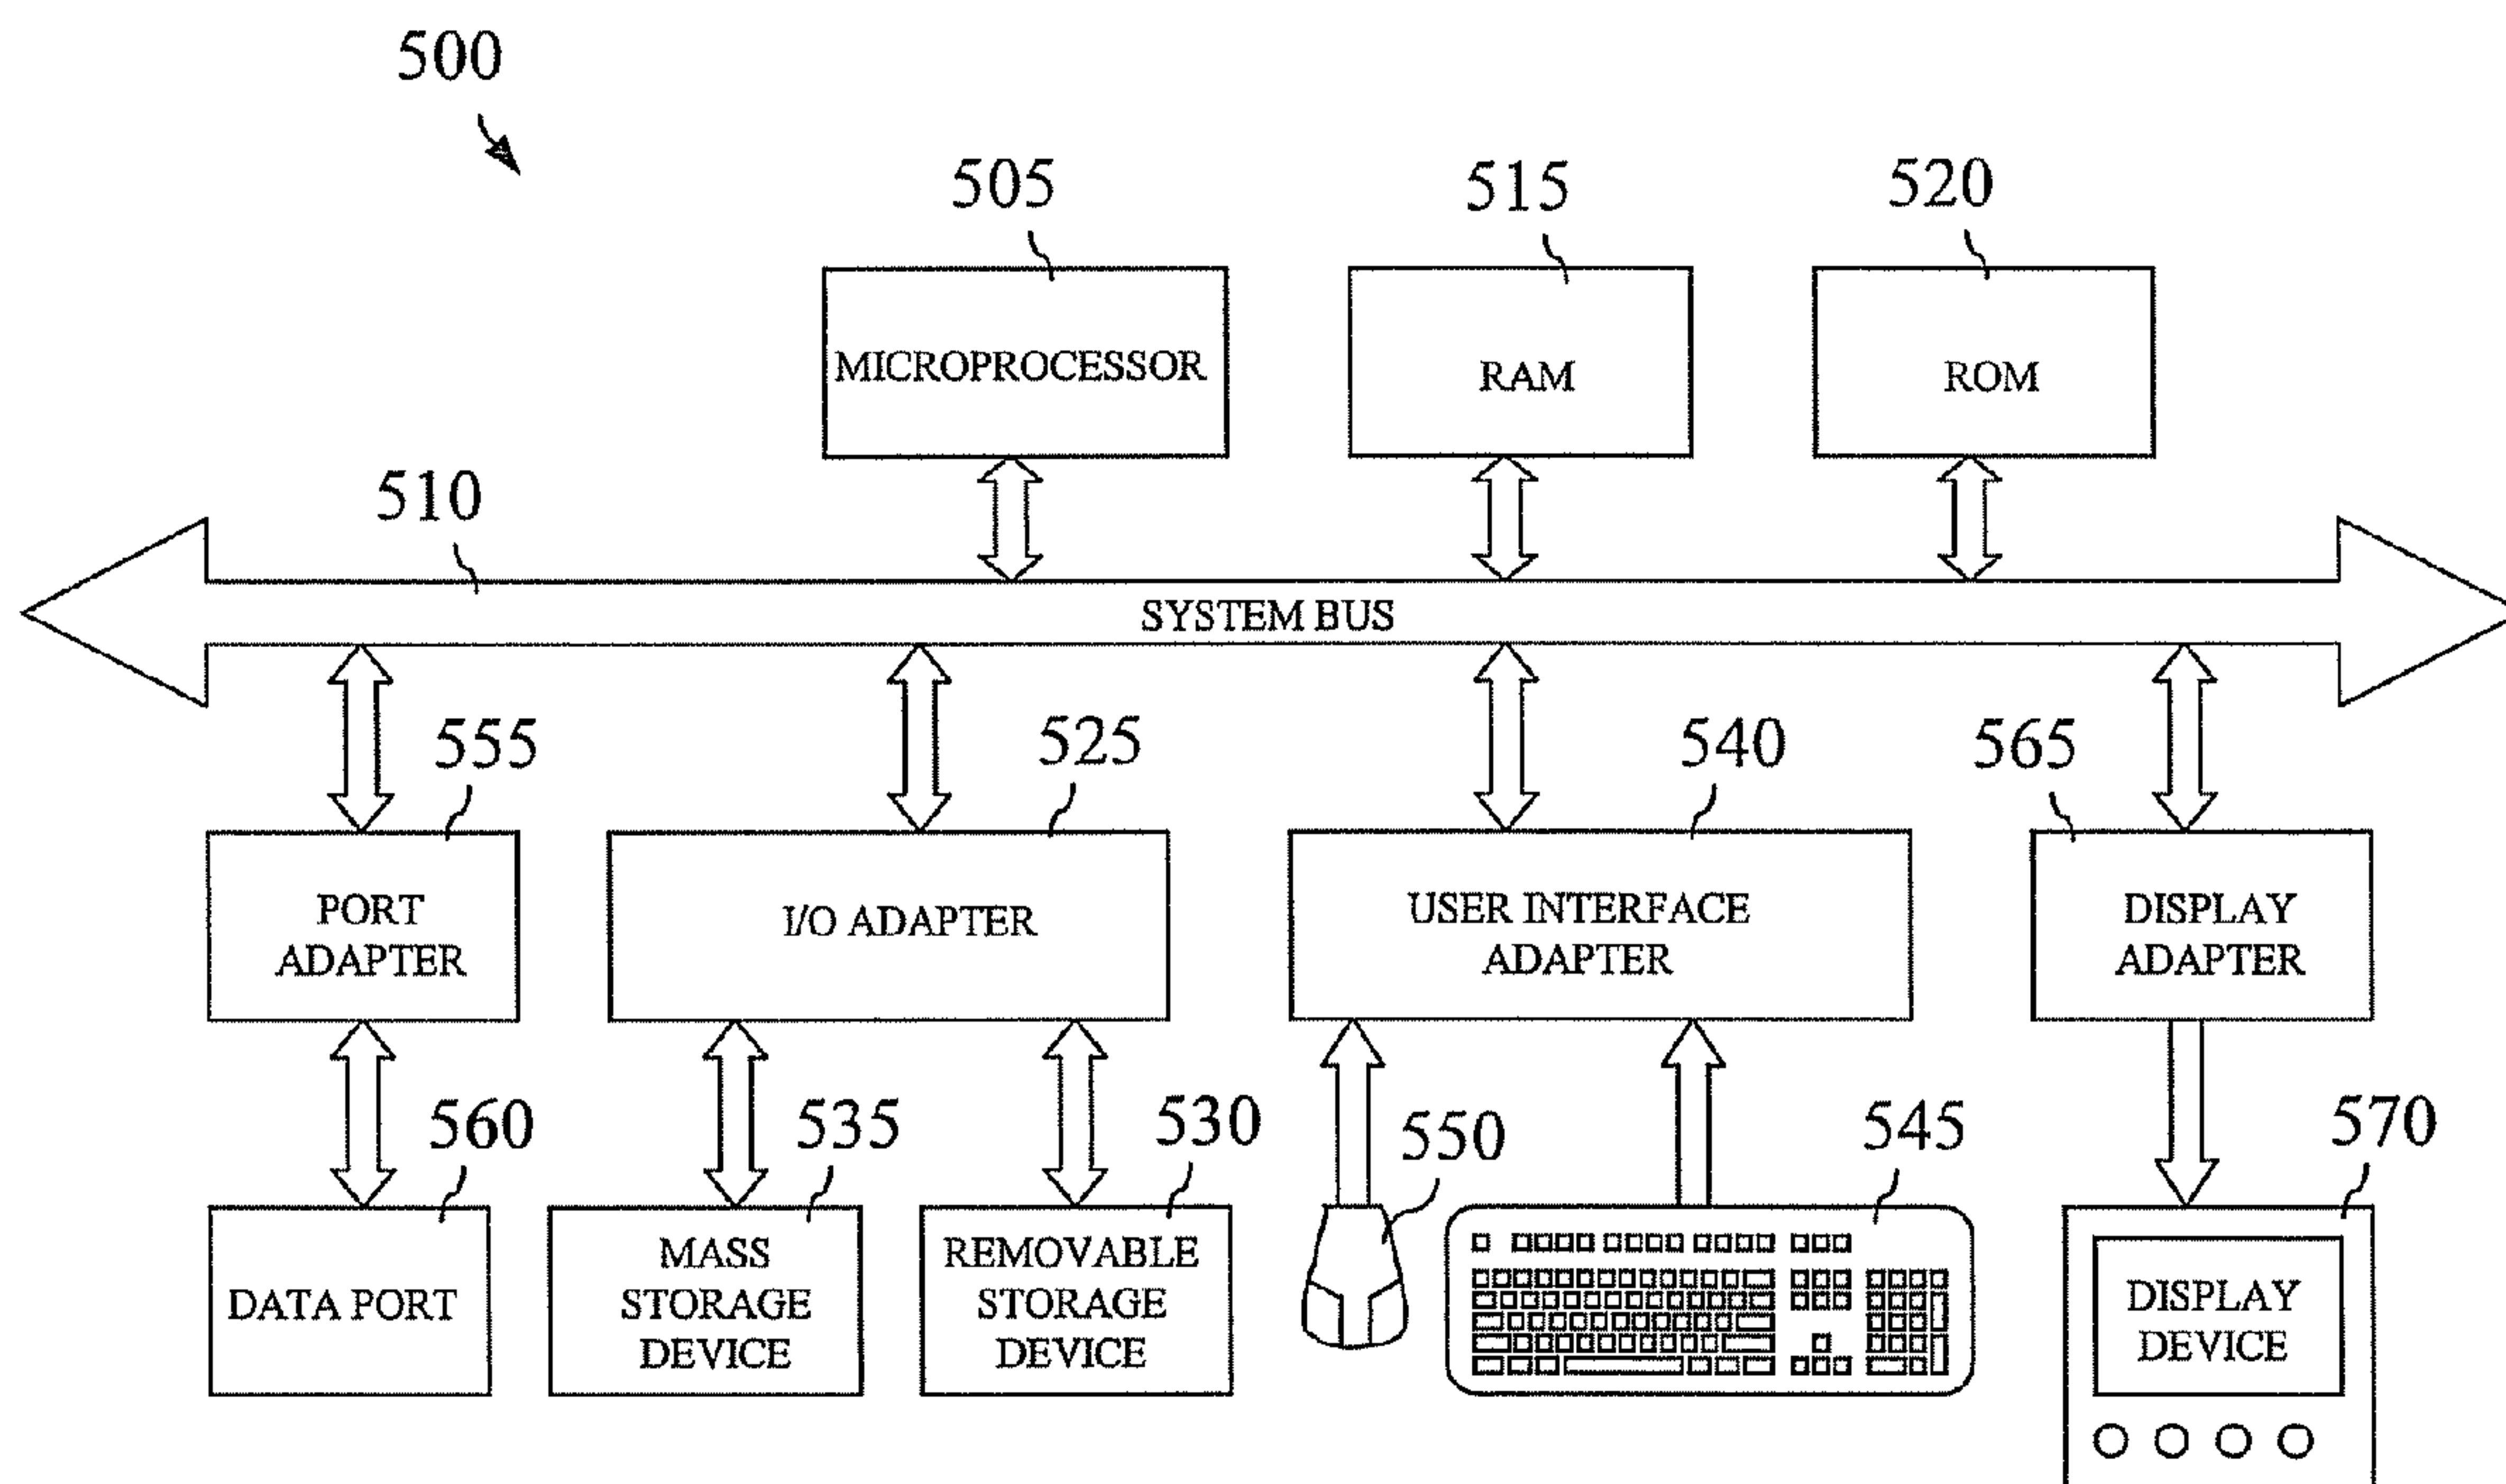 500
505
515
520
MICROPROCESSOR
RAM
ROM
510
SYSTEM BUS
555
525
540
565
PORT
ADAPTER
I/O ADAPTER
USER INTERFACE
ADAPTER
DISPLAY
ADAPTER
560
535
530
550
545
570
DATA PORT
MASS
STORAGE
DEVICE
REMOVABLE
STORAGE
DEVICE
DISPLAY
DEVICE